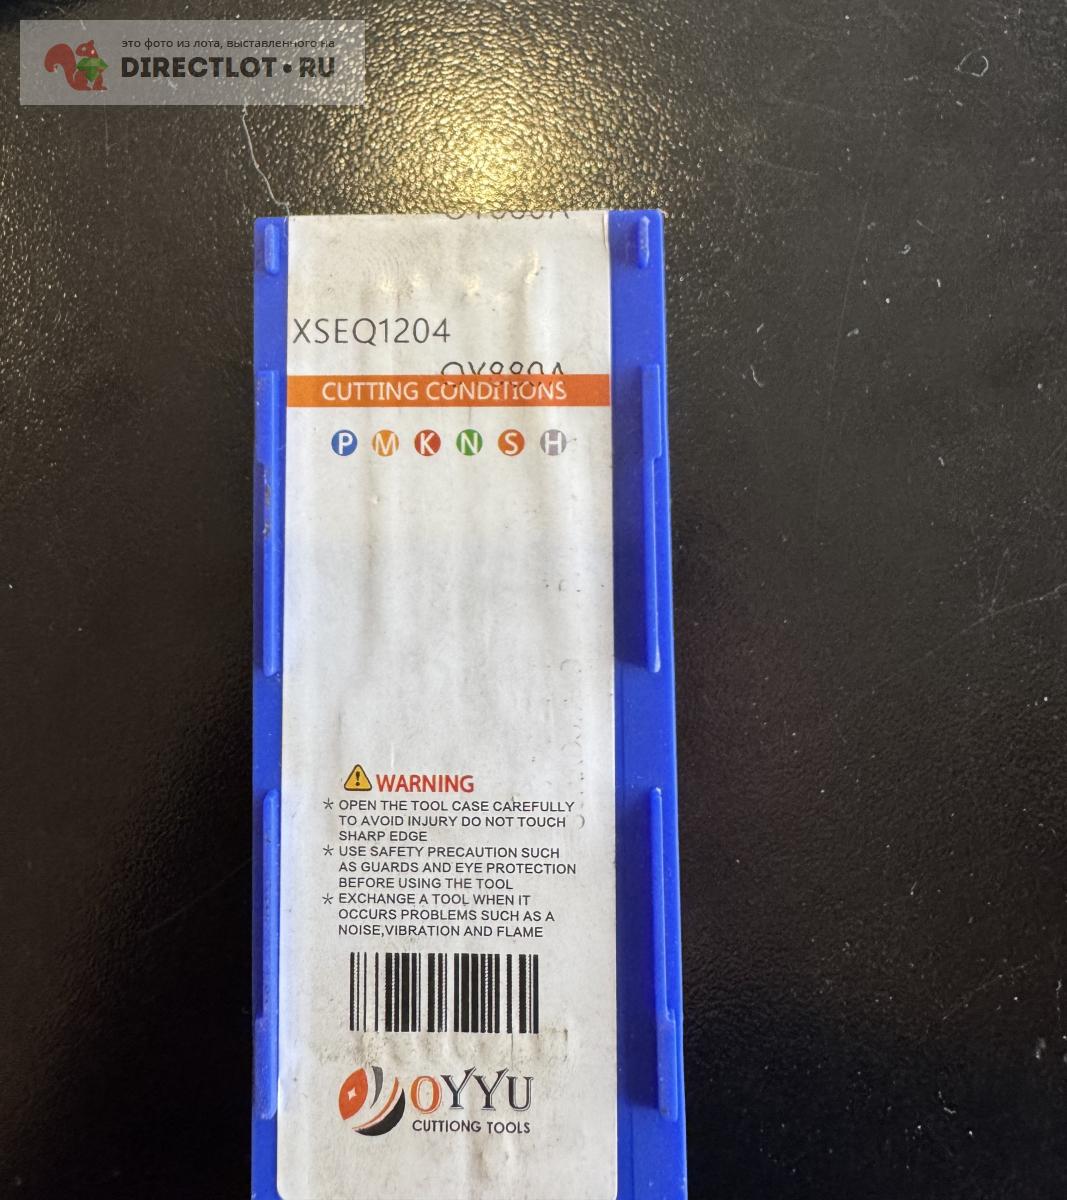 это фото из лота, выставленного на
DIRECTLOT•RU
XSEQ1204
CUTTING CONDITIONS
P M K N S H
WARNING
* OPEN THE TOOL CASE CAREFULLY
TO AVOID INJURY DO NOT TOUCH
SHARP EDGE
* USE SAFETY PRECAUTION SUCH
AS GUARDS AND EYE PROTECTION
BEFORE USING THE TOOL
* EXCHANGE A TOOL WHEN IT
OCCURS PROBLEMS SUCH AS A
NOISE,VIBRATION AND FLAME
OYYU
CUTTIONG TOOLS